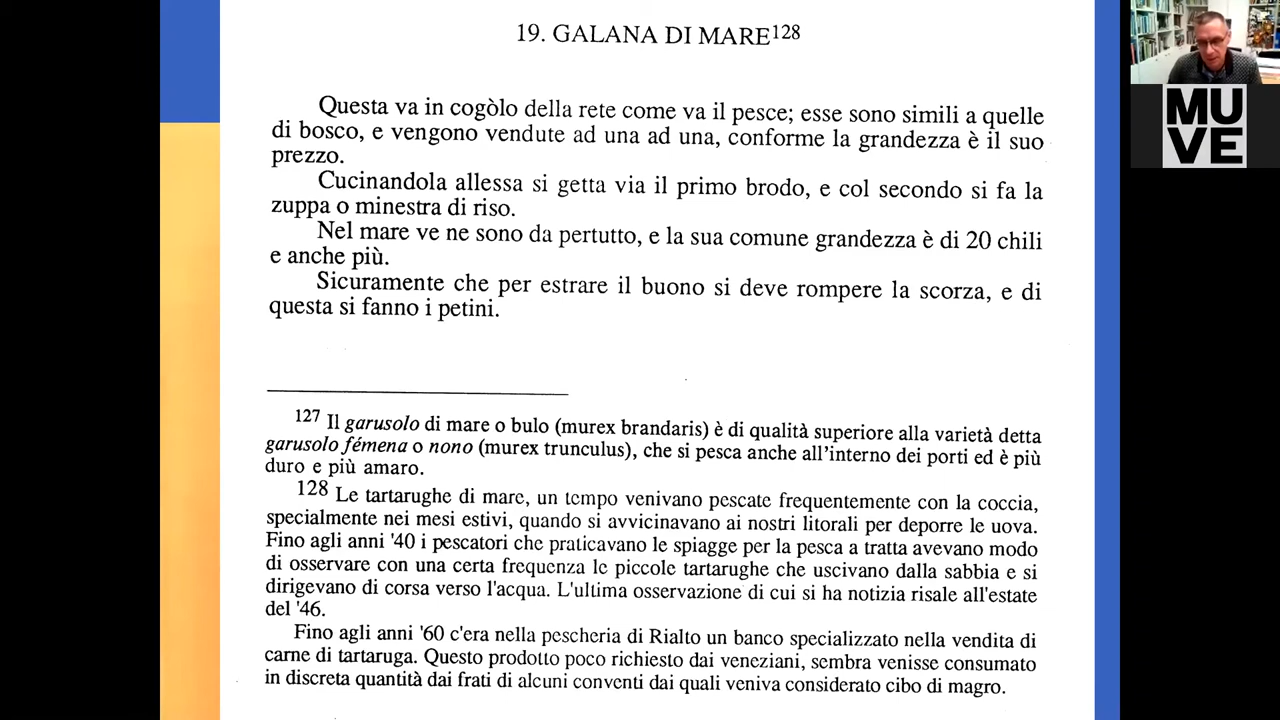 19. GALANA DI MARE128
Questa va in cogòlo della rete come va il pesce; esse sono simili a quelle
di bosco, e vengono vendute ad una ad una, conforme la grandezza è il suo
prezzo.
Cucinandola allessa si getta via il primo brodo, e col secondo si fa la
zuppa o minestra di riso.
Nel mare ve ne sono da pertutto, e la sua comune grandezza è di 20 chili
e anche più.
Sicuramente che per estrare il buono si deve rompere la scorza, e di
questa si fanno i petini.
127 Il garusolo di mare o bulo (murex brandaris) è di qualità superiore alla varietà detta
garusolo fémena o nono (murex trunculus), che si pesca anche all'interno dei porti ed è più
duro e più amaro.
128 Le tartarughe di mare, un tempo venivano pescate frequentemente con la coccia,
specialmente nei mesi estivi, quando si avvicinavano ai nostri litorali per deporre le uova.
Fino agli anni '40 i pescatori che praticavano le spiagge per la pesca a tratta avevano modo
di osservare con una certa frequenza le piccole tartarughe che uscivano dalla sabbia e si
dirigevano di corsa verso l'acqua. L'ultima osservazione di cui si ha notizia risale all'estate
del '46.
Fino agli anni '60 c'era nella pescheria di Rialto un banco specializzato nella vendita di
carne di tartaruga. Questo prodotto poco richiesto dai veneziani, sembra venisse consumato
in discreta quantità dai frati di alcuni conventi dai quali veniva considerato cibo di magro.
MU
VE